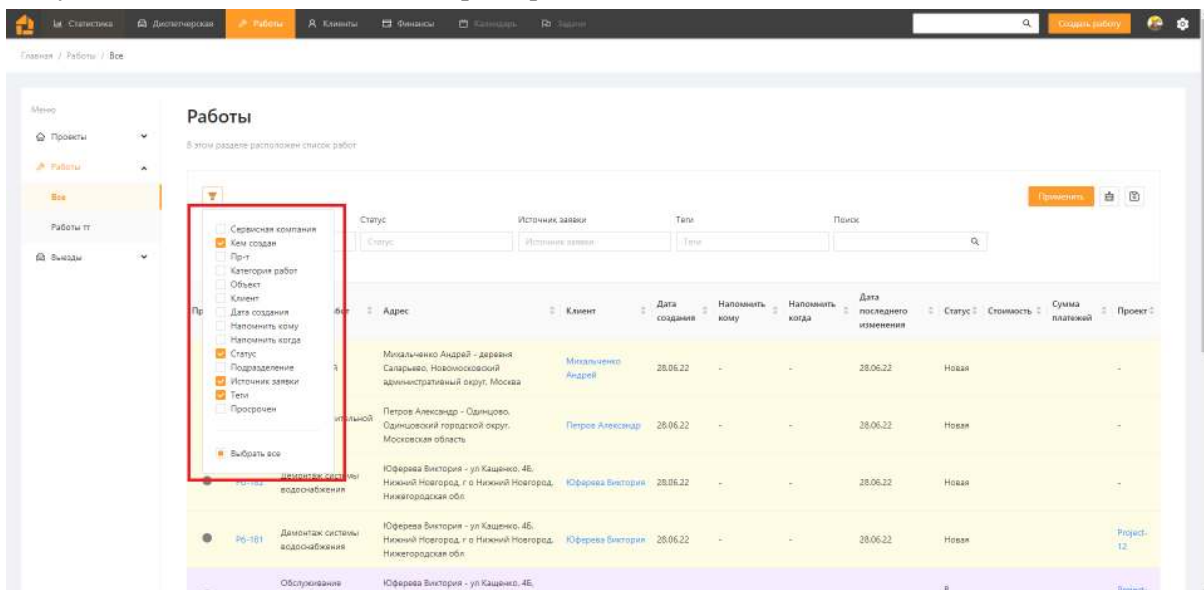 Статистика Диспетчерская Работы Клиенты Финансы Календарь Задачи Создать работу
Главная / Работы / Все
Меню
Проекты
Работы
Все
Работы тт
Выезды
Работы
В этом разделе расположен список работ
Применить
Статус Источник заявки Теги Поиск
Статус Источник заявки Теги
Сервисная компания
Кем создан
Пр-т
Категория работ
Объект
Клиент
Дата создания
Напомнить кому
Напомнить когда
Статус
Подразделение
Источник заявки
Теги
Просрочен
Выбрать все
Пр бот Адрес Клиент Дата создания Напомнить кому Напомнить когда Дата последнего изменения Статус Стоимость Сумма платежей Проект
Михальченко Андрей - деревня
Саларьево, Новомосковский
административный округ, Москва
Михальченко
Андрей
28.06.22 - - 28.06.22 Новая -
ительной
Петров Александр - Одинцово,
Одинцовский городской округ,
Московская область
Петров Александр 28.06.22 - - 28.06.22 Новая -
Р6-182
Демонтаж системы
водоснабжения
Юферева Виктория - ул Кащенко, 4Б,
Нижний Новгород, г о Нижний Новгород,
Нижегородская обл
Юферева Виктория 28.06.22 - - 28.06.22 Новая -
Р6-181
Демонтаж системы
водоснабжения
Юферева Виктория - ул Кащенко, 4Б,
Нижний Новгород, г о Нижний Новгород,
Нижегородская обл
Юферева Виктория 28.06.22 - - 28.06.22 Новая
Project-
12
Обслуживание Юферева Виктория - ул Кащенко, 4Б, В Project-